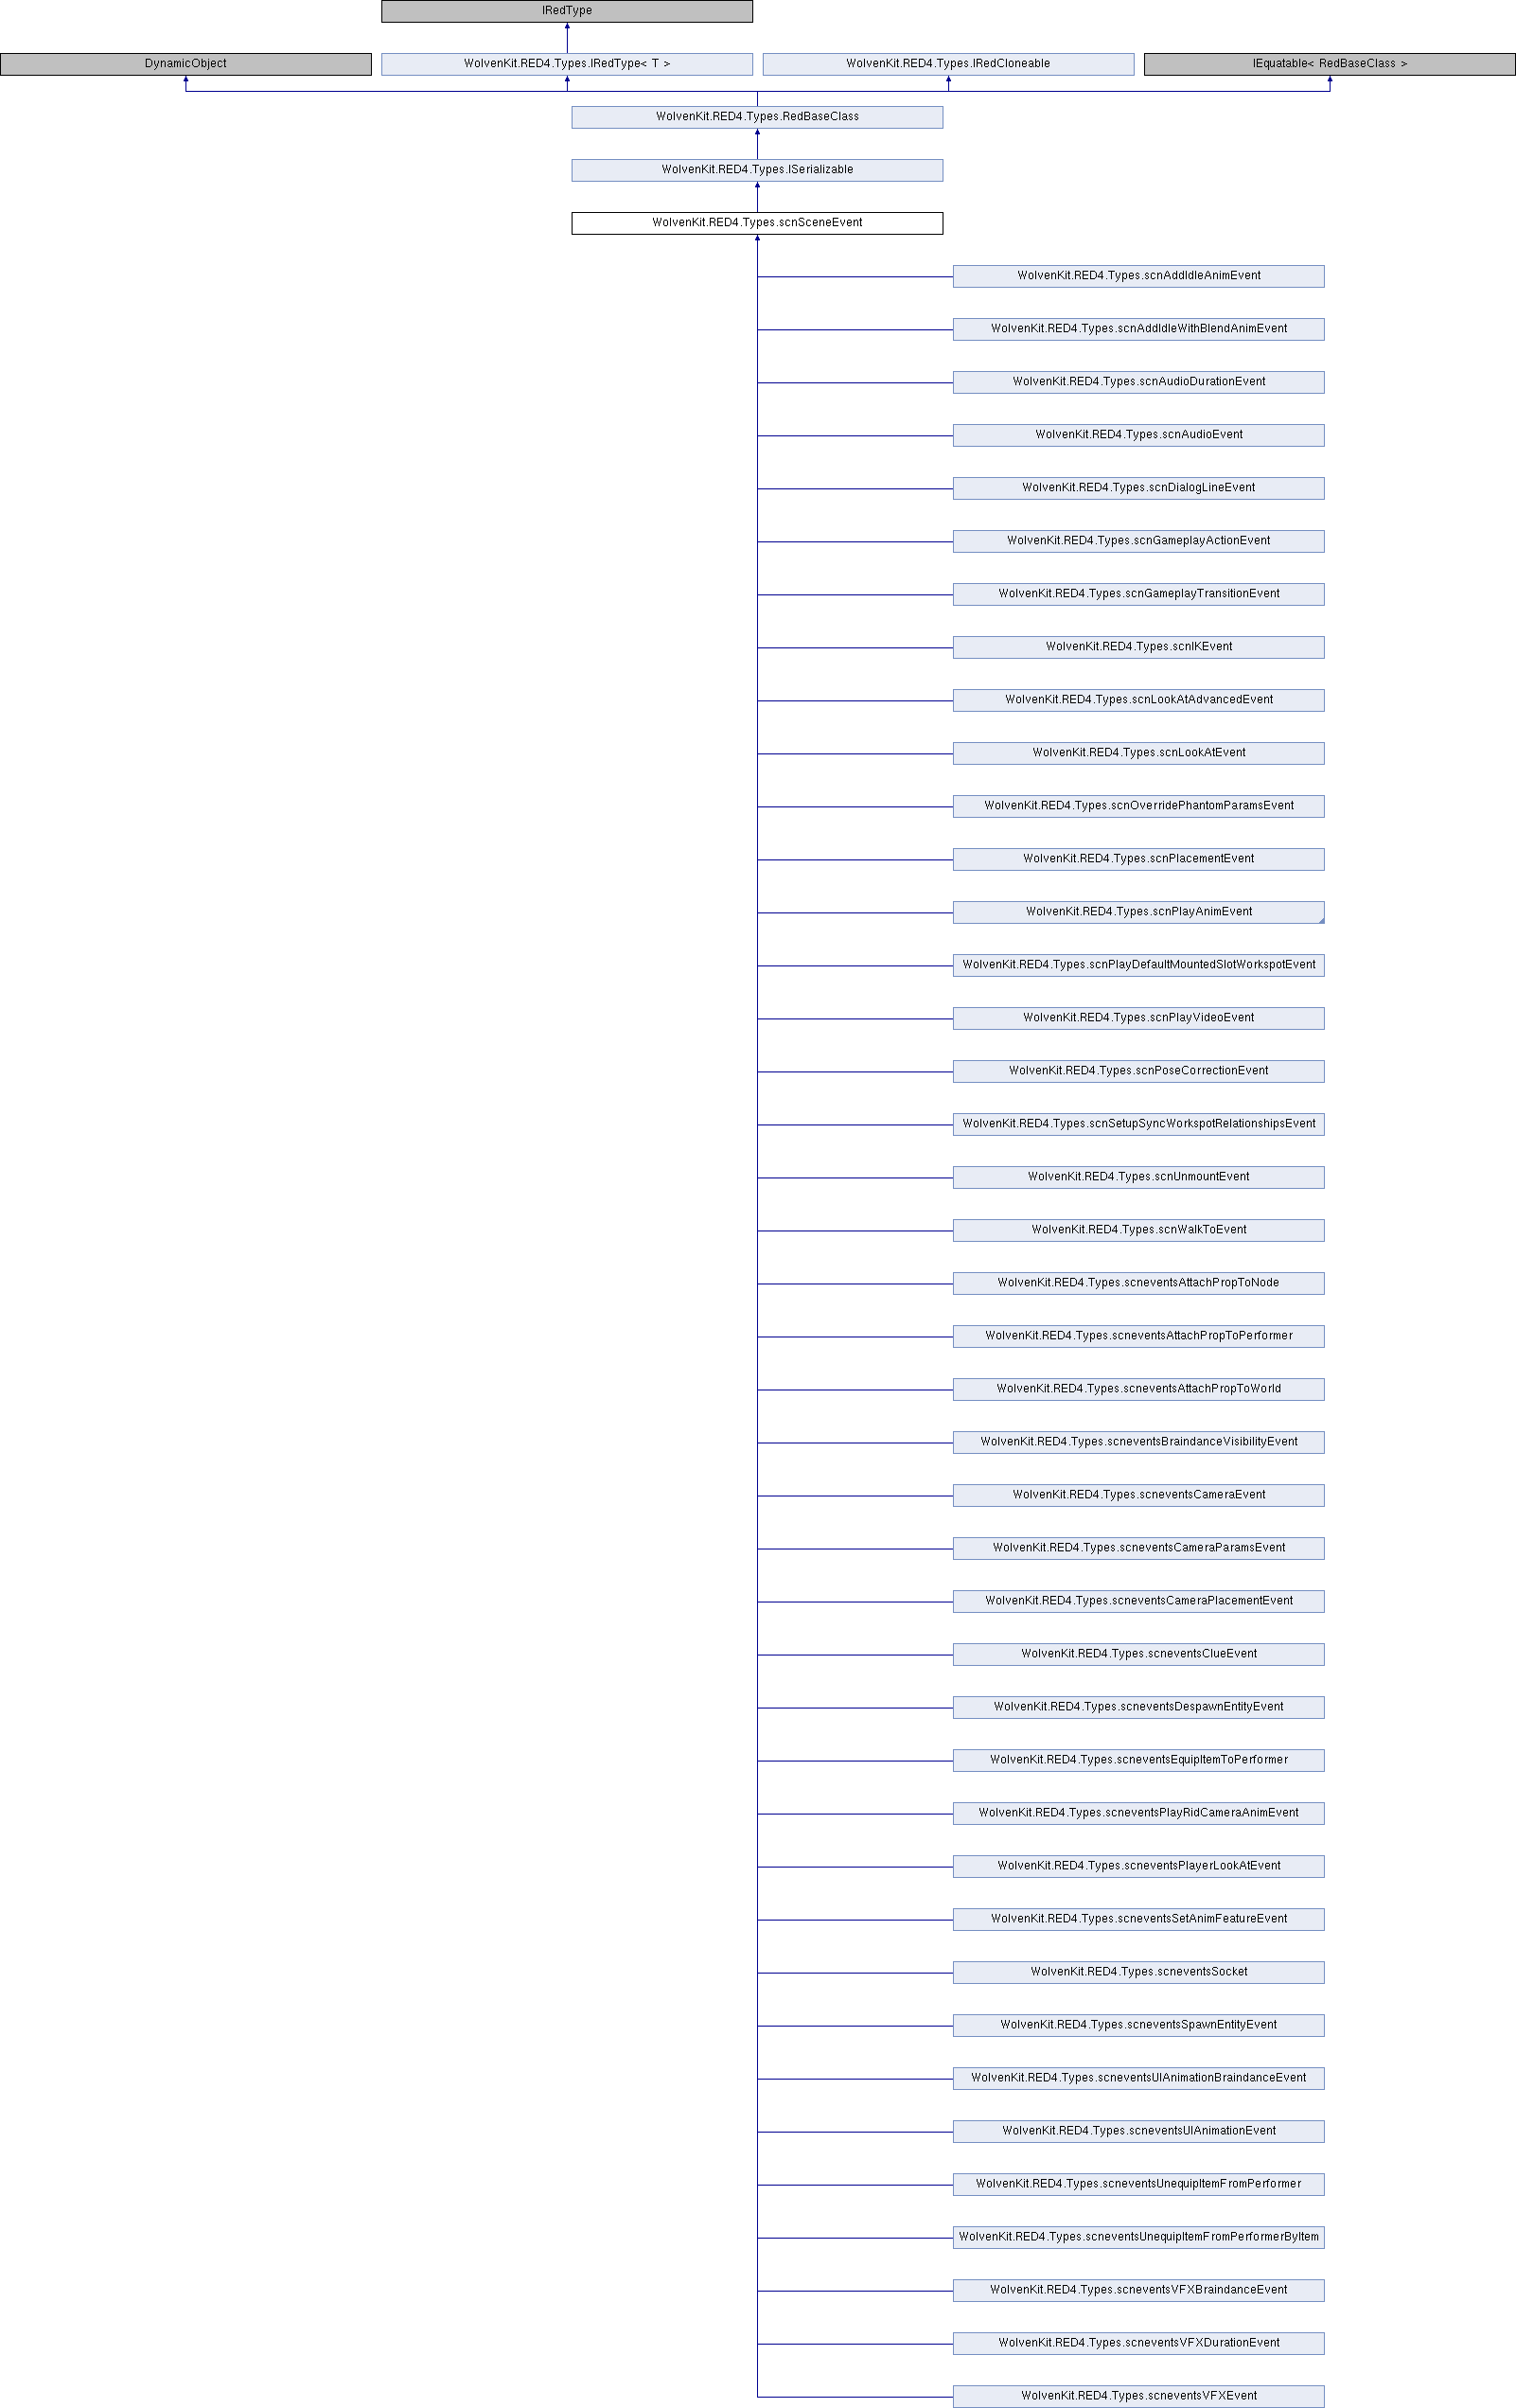 IRedType
DynamicObject
WolvenKit.RED4.Types.IRedType< T >
WolvenKit.RED4.Types.IRedCloneable
IEquatable< RedBaseClass >
WolvenKit.RED4.Types.RedBaseClass
WolvenKit.RED4.Types.ISerializable
WolvenKit.RED4.Types.scnSceneEvent
WolvenKit.RED4.Types.scnAddIdleAnimEvent
WolvenKit.RED4.Types.scnAddIdleWithBlendAnimEvent
WolvenKit.RED4.Types.scnAudioDurationEvent
WolvenKit.RED4.Types.scnAudioEvent
WolvenKit.RED4.Types.scnDialogLineEvent
WolvenKit.RED4.Types.scnGameplayActionEvent
WolvenKit.RED4.Types.scnGameplayTransitionEvent
WolvenKit.RED4.Types.scnIKEvent
WolvenKit.RED4.Types.scnLookAtAdvancedEvent
WolvenKit.RED4.Types.scnLookAtEvent
WolvenKit.RED4.Types.scnOverridePhantomParamsEvent
WolvenKit.RED4.Types.scnPlacementEvent
WolvenKit.RED4.Types.scnPlayAnimEvent
WolvenKit.RED4.Types.scnPlayDefaultMountedSlotWorkspotEvent
WolvenKit.RED4.Types.scnPlayVideoEvent
WolvenKit.RED4.Types.scnPoseCorrectionEvent
WolvenKit.RED4.Types.scnSetupSyncWorkspotRelationshipsEvent
WolvenKit.RED4.Types.scnUnmountEvent
WolvenKit.RED4.Types.scnWalkToEvent
WolvenKit.RED4.Types.scneventsAttachPropToNode
WolvenKit.RED4.Types.scneventsAttachPropToPerformer
WolvenKit.RED4.Types.scneventsAttachPropToWorld
WolvenKit.RED4.Types.scneventsBraindanceVisibilityEvent
WolvenKit.RED4.Types.scneventsCameraEvent
WolvenKit.RED4.Types.scneventsCameraParamsEvent
WolvenKit.RED4.Types.scneventsCameraPlacementEvent
WolvenKit.RED4.Types.scneventsClueEvent
WolvenKit.RED4.Types.scneventsDespawnEntityEvent
WolvenKit.RED4.Types.scneventsEquipItemToPerformer
WolvenKit.RED4.Types.scneventsPlayRidCameraAnimEvent
WolvenKit.RED4.Types.scneventsPlayerLookAtEvent
WolvenKit.RED4.Types.scneventsSetAnimFeatureEvent
WolvenKit.RED4.Types.scneventsSocket
WolvenKit.RED4.Types.scneventsSpawnEntityEvent
WolvenKit.RED4.Types.scneventsUIAnimationBraindanceEvent
WolvenKit.RED4.Types.scneventsUIAnimationEvent
WolvenKit.RED4.Types.scneventsUnequipItemFromPerformer
WolvenKit.RED4.Types.scneventsUnequipItemFromPerformerByItem
WolvenKit.RED4.Types.scneventsVFXBraindanceEvent
WolvenKit.RED4.Types.scneventsVFXDurationEvent
WolvenKit.RED4.Types.scneventsVFXEvent